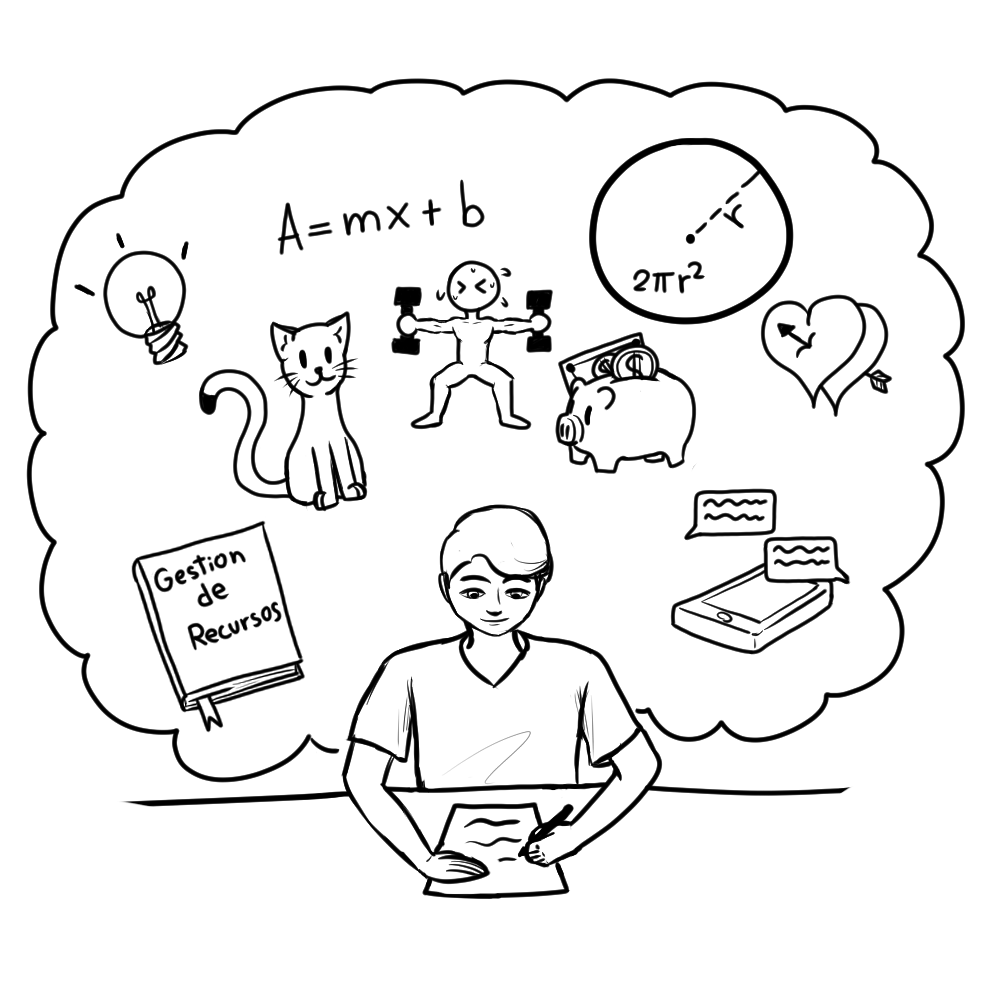 A = mx + b
r
2πr²
$
Gestion
de
Recursos